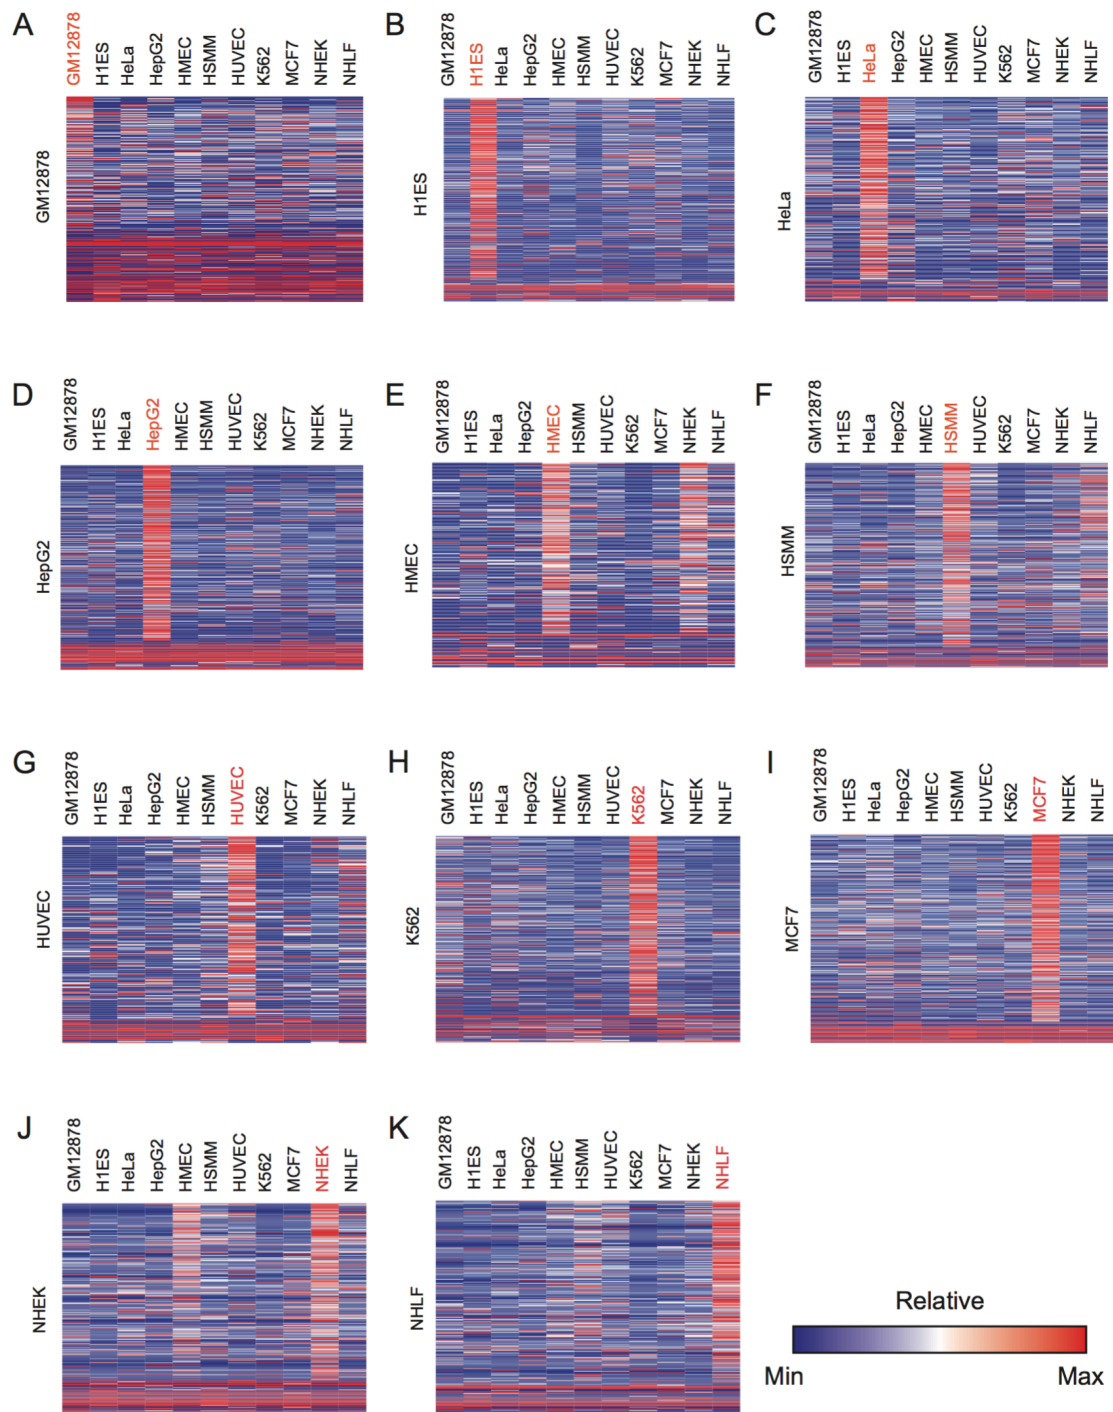 A
GM12878
H1ES
HeLa
HepG2
HMEC
HSMM
HUVEC
K562
MCF7
NHEK
NHLF
GM12878
B
GM12878
H1ES
HeLa
HepG2
HMEC
HSMM
HUVEC
K562
MCF7
NHEK
NHLF
H1ES
C
GM12878
H1ES
HeLa
HepG2
HMEC
HSMM
HUVEC
K562
MCF7
NHEK
NHLF
HeLa
D
GM12878
H1ES
HeLa
HepG2
HMEC
HSMM
HUVEC
K562
MCF7
NHEK
NHLF
HepG2
E
GM12878
H1ES
HeLa
HepG2
HMEC
HSMM
HUVEC
K562
MCF7
NHEK
NHLF
HMEC
F
GM12878
H1ES
HeLa
HepG2
HMEC
HSMM
HUVEC
K562
MCF7
NHEK
NHLF
HSMM
G
GM12878
H1ES
HeLa
HepG2
HMEC
HSMM
HUVEC
K562
MCF7
NHEK
NHLF
HUVEC
H
GM12878
H1ES
HeLa
HepG2
HMEC
HSMM
HUVEC
K562
MCF7
NHEK
NHLF
K562
I
GM12878
H1ES
HeLa
HepG2
HMEC
HSMM
HUVEC
K562
MCF7
NHEK
NHLF
MCF7
J
GM12878
H1ES
HeLa
HepG2
HMEC
HSMM
HUVEC
K562
MCF7
NHEK
NHLF
NHEK
K
GM12878
H1ES
HeLa
HepG2
HMEC
HSMM
HUVEC
K562
MCF7
NHEK
NHLF
NHLF
Relative
Min Max